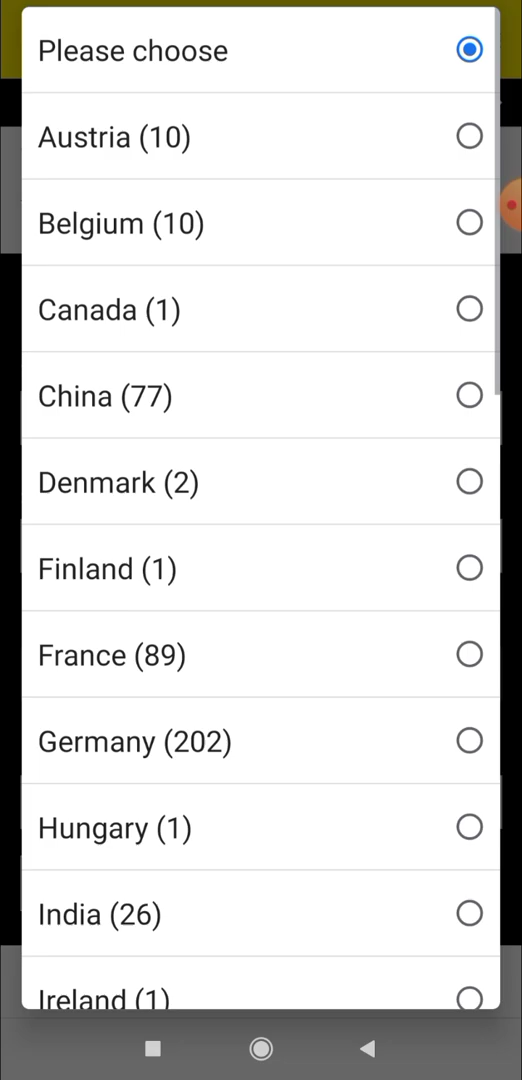 Please choose
Austria (10)
Belgium (10)
Canada (1)
China (77)
Denmark (2)
Finland (1)
France (89)
Germany (202)
Hungary (1)
India (26)
Ireland (1)